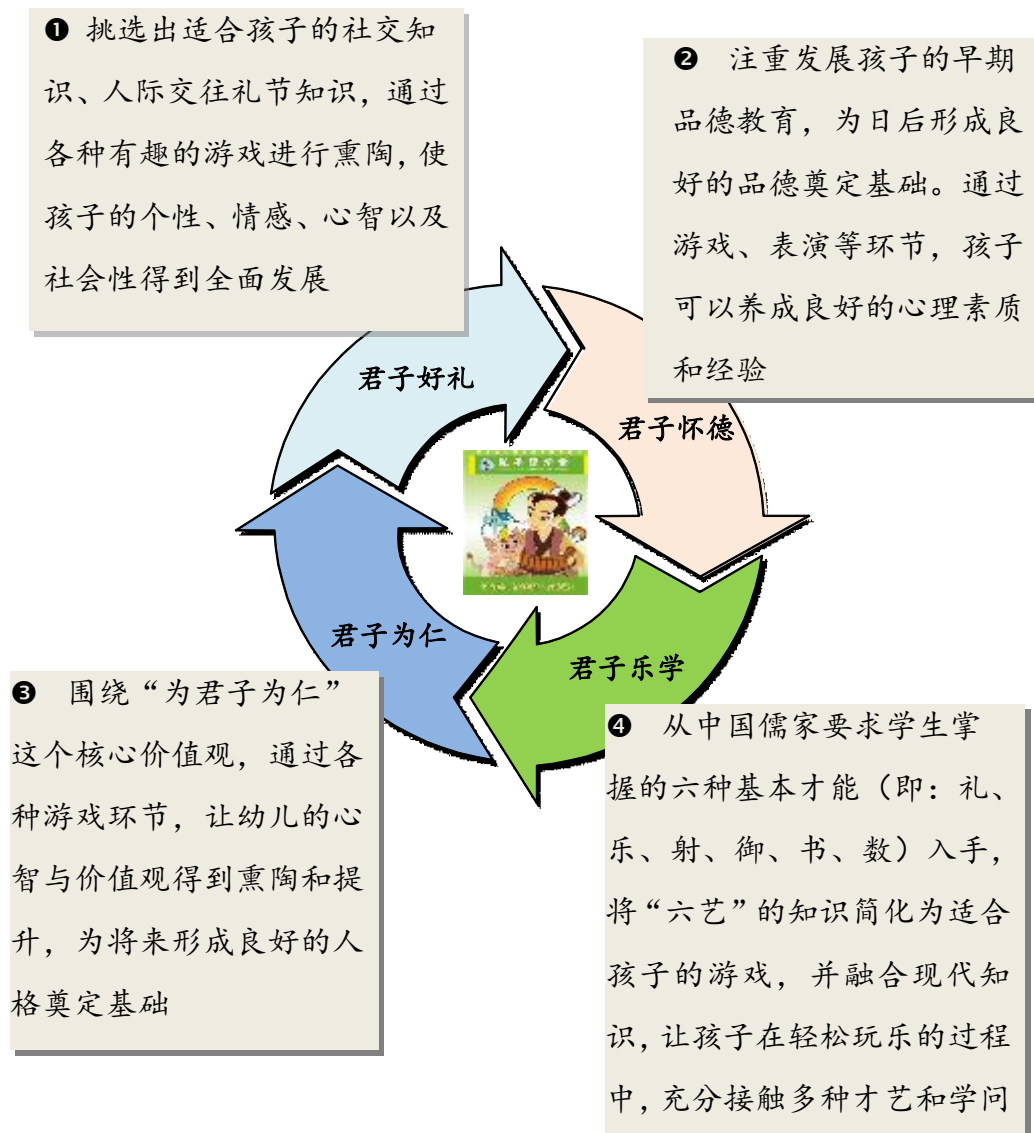 ❶ 挑选出适合孩子的社交知
识、人际交往礼节知识，通过
各种有趣的游戏进行熏陶，使
孩子的个性、情感、心智以及
社会性得到全面发展
❷ 注重发展孩子的早期
品德教育，为日后形成良
好的品德奠定基础。通过
游戏、表演等环节，孩子
可以养成良好的心理素质
和经验
君子好礼
君子怀德
君子为仁
君子乐学
❸ 围绕“为君子为仁”
这个核心价值观，通过各
种游戏环节，让幼儿的心
智与价值观得到熏陶和提
升，为将来形成良好的人
格奠定基础
❹ 从中国儒家要求学生掌
握的六种基本才能（即：礼、
乐、射、御、书、数）入手，
将“六艺”的知识简化为适合
孩子的游戏，并融合现代知
识，让孩子在轻松玩乐的过程
中，充分接触多种才艺和学问